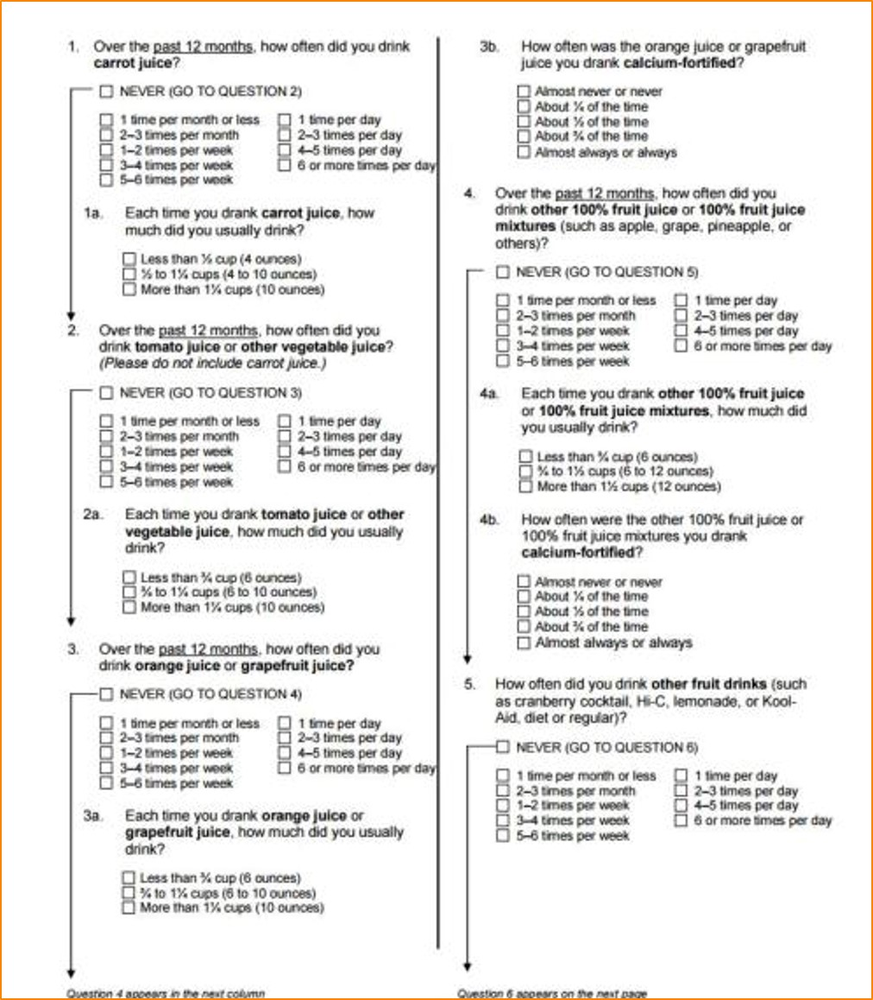 1. Over the past 12 months, how often did you drink
carrot juice?
NEVER (GO TO QUESTION 2)
1 time per month or less 1 time per day
2–3 times per month 2–3 times per day
1–2 times per week 4–5 times per day
3–4 times per week 6 or more times per day
5–6 times per week
1a. Each time you drank carrot juice, how
much did you usually drink?
Less than ½ cup (4 ounces)
½ to 1¼ cups (4 to 10 ounces)
More than 1¼ cups (10 ounces)
2. Over the past 12 months, how often did you
drink tomato juice or other vegetable juice?
(Please do not include carrot juice.)
NEVER (GO TO QUESTION 3)
1 time per month or less 1 time per day
2–3 times per month 2–3 times per day
1–2 times per week 4–5 times per day
3–4 times per week 6 or more times per day
5–6 times per week
2a. Each time you drank tomato juice or other
vegetable juice, how much did you usually
drink?
Less than ¾ cup (6 ounces)
¾ to 1¼ cups (6 to 10 ounces)
More than 1¼ cups (10 ounces)
3. Over the past 12 months, how often did you
drink orange juice or grapefruit juice?
NEVER (GO TO QUESTION 4)
1 time per month or less 1 time per day
2–3 times per month 2–3 times per day
1–2 times per week 4–5 times per day
3–4 times per week 6 or more times per day
5–6 times per week
3a. Each time you drank orange juice or
grapefruit juice, how much did you usually
drink?
Less than ¾ cup (6 ounces)
¾ to 1¼ cups (6 to 10 ounces)
More than 1¼ cups (10 ounces)
Question 4 appears in the next column
3b. How often was the orange juice or grapefruit
juice you drank calcium-fortified?
Almost never or never
About ¼ of the time
About ½ of the time
About ¾ of the time
Almost always or always
4. Over the past 12 months, how often did you
drink other 100% fruit juice or 100% fruit juice
mixtures (such as apple, grape, pineapple, or
others)?
NEVER (GO TO QUESTION 5)
1 time per month or less 1 time per day
2–3 times per month 2–3 times per day
1–2 times per week 4–5 times per day
3–4 times per week 6 or more times per day
5–6 times per week
4a. Each time you drank other 100% fruit juice
or 100% fruit juice mixtures, how much did
you usually drink?
Less than ¾ cup (6 ounces)
¾ to 1½ cups (6 to 12 ounces)
More than 1½ cups (12 ounces)
4b. How often were the other 100% fruit juice or
100% fruit juice mixtures you drank
calcium-fortified?
Almost never or never
About ¼ of the time
About ½ of the time
About ¾ of the time
Almost always or always
5. How often did you drink other fruit drinks (such
as cranberry cocktail, Hi-C, lemonade, or Kool-
Aid, diet or regular)?
NEVER (GO TO QUESTION 6)
1 time per month or less 1 time per day
2–3 times per month 2–3 times per day
1–2 times per week 4–5 times per day
3–4 times per week 6 or more times per day
5–6 times per week
Question 6 appears on the next page